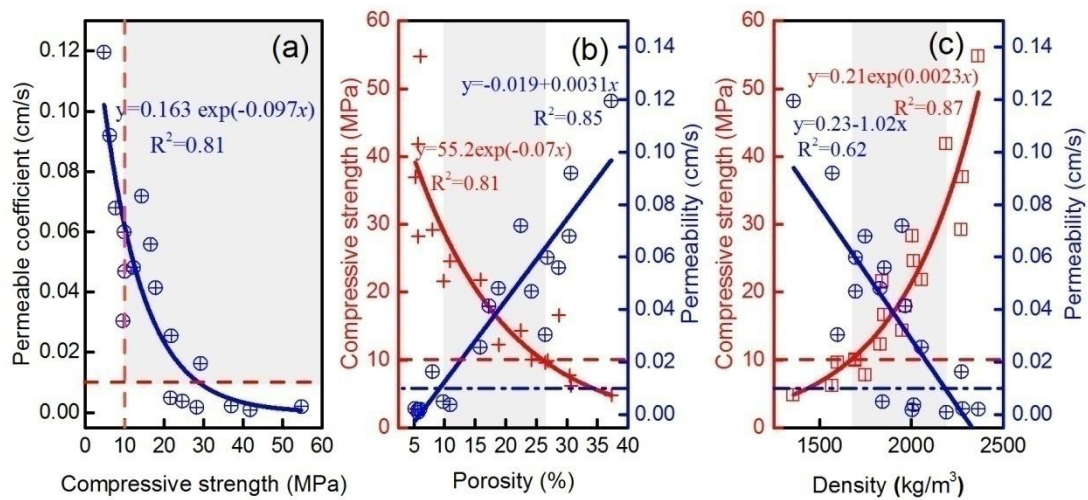 (a)
y=0.163 exp(-0.097x)
R²=0.81
0.12
0.10
0.08
0.06
0.04
0.02
0.00
Permeable coefficient (cm/s)
0 10 20 30 40 50 60
Compressive strength (MPa)
(b)
y=-0.019+0.0031x
R²=0.85
y=55.2exp(-0.07x)
R²=0.81
60
50
40
30
20
10
0
Compressive strength (MPa)
0.14
0.12
0.10
0.08
0.06
0.04
0.02
0.00
Permeability (cm/s)
5 10 15 20 25 30 35 40
Porosity (%)
(c)
y=0.21exp(0.0023x)
R²=0.87
y=0.23-1.02x
R²=0.62
60
50
40
30
20
10
0
Compressive strength (MPa)
0.14
0.12
0.10
0.08
0.06
0.04
0.02
0.00
Permeability (cm/s)
1500 2000 2500
Density (kg/m³)